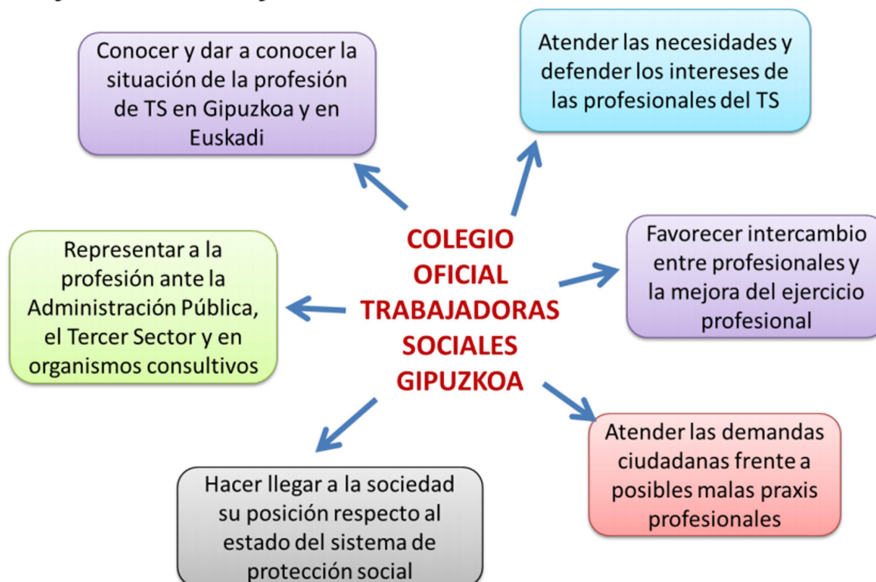 Conocer y dar a conocer la
situación de la profesión
de TS en Gipuzkoa y en
Euskadi
Atender las necesidades y
defender los intereses de
las profesionales del TS
Representar a la
profesión ante la
Administración Pública,
el Tercer Sector y en
organismos consultivos
COLEGIO
OFICIAL
TRABAJADORAS
SOCIALES
GIPUZKOA
Favorecer intercambio
entre profesionales y
la mejora del ejercicio
profesional
Hacer llegar a la sociedad
su posición respecto al
estado del sistema de
protección social
Atender las demandas
ciudadanas frente a
posibles malas praxis
profesionales